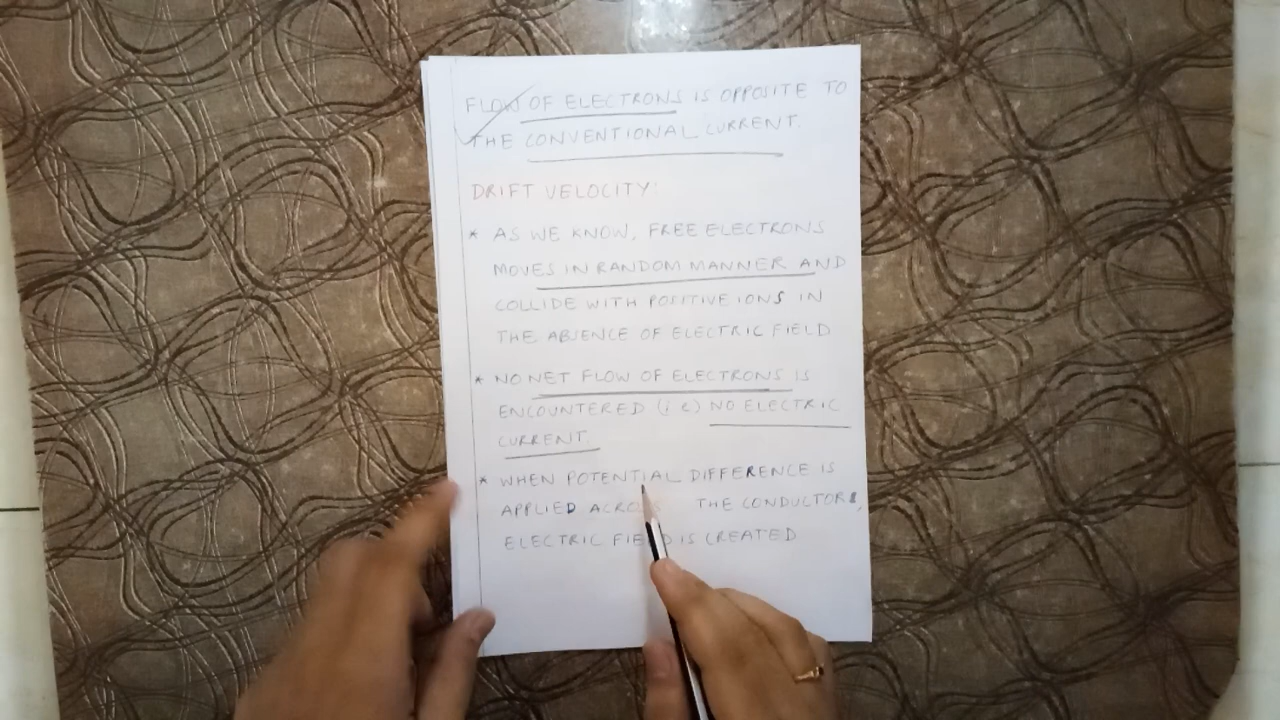 FLOW OF ELECTRONS IS OPPOSITE TO
THE CONVENTIONAL CURRENT.
DRIFT VELOCITY:
* AS WE KNOW, FREE ELECTRONS
MOVES IN RANDOM MANNER AND
COLLIDE WITH POSITIVE IONS IN
THE ABSENCE OF ELECTRIC FIELD
* NO NET FLOW OF ELECTRONS IS
ENCOUNTERED (i e) NO ELECTRIC
CURRENT.
* WHEN POTENTIAL DIFFERENCE IS
APPLIED ACROSS THE CONDUCTOR,
ELECTRIC FIELD IS CREATED